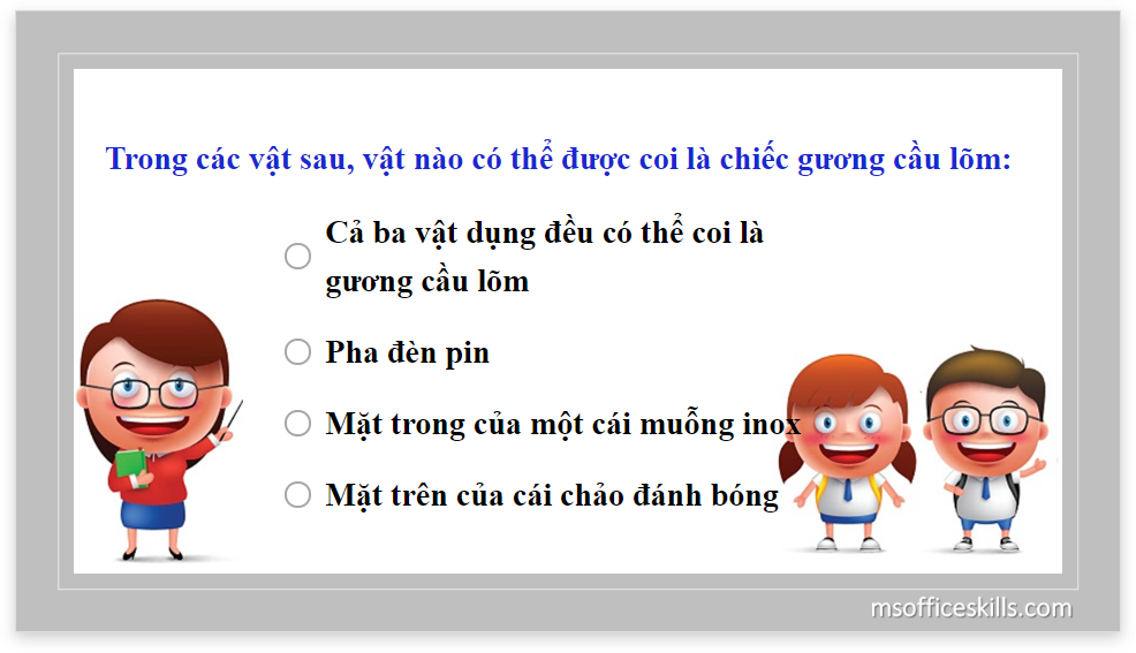 Trong các vật sau, vật nào có thể được coi là chiếc gương cầu lõm:
Cả ba vật dụng đều có thể coi là
gương cầu lõm
Pha đèn pin
Mặt trong của một cái muỗng inox
Mặt trên của cái chảo đánh bóng
msofficeskills.com